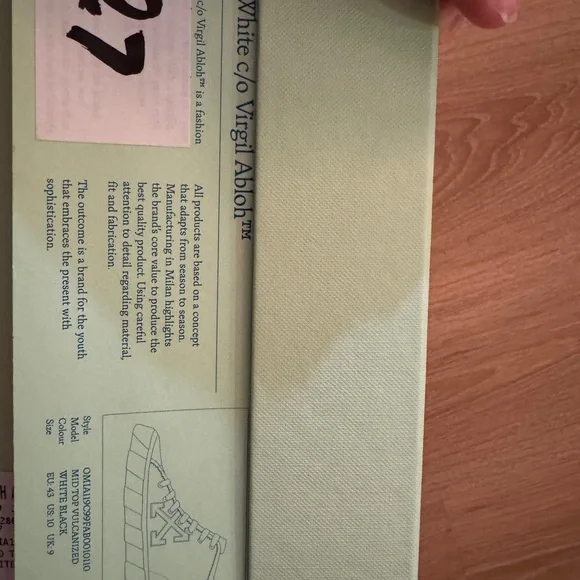 White c/o Virgil Abloh™
c/o Virgil Abloh™ is a fashion
All products are based on a concept
that adapts from season to season.
Manufacturing in Milan highlights
the brand's core value to produce the
best quality product. Using careful
attention to detail regarding material,
fit and fabrication.
The outcome is a brand for the youth
that embraces the present with
sophistication.
Style OMIA119C99FAB0010110
Model MID TOP VULCANIZED
Colour WHITE BLACK
Size EU: 43 US: 10 UK: 9